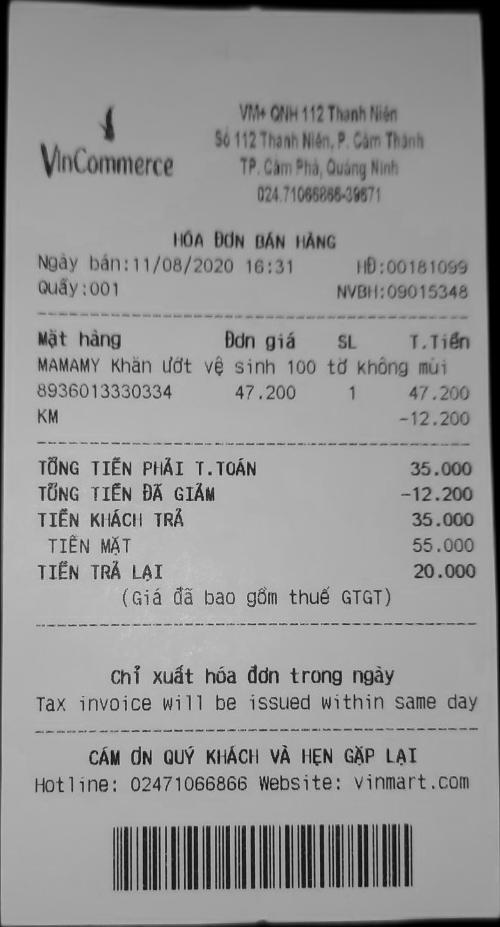 VinCommerce
VM+ QNH 112 Thanh Niên
Số 112 Thanh Niên, P. Cẩm Thành
TP. Cẩm Phả, Quảng Ninh
024.71066866-39671
HÓA ĐƠN BÁN HÀNG
Ngày bán:11/08/2020 16:31 HĐ:00181099
Quầy:001 NVBH:09015348
Mặt hàng Đơn giá SL T.Tiền
MAMAMY Khăn ướt vệ sinh 100 tờ không mùi
8936013330334 47.200 1 47.200
KM -12.200
TỔNG TIỀN PHẢI T.TOÁN 35.000
TỔNG TIỀN ĐÃ GIẢM -12.200
TIỀN KHÁCH TRẢ 35.000
TIỀN MẶT 55.000
TIỀN TRẢ LẠI 20.000
(Giá đã bao gồm thuế GTGT)
Chỉ xuất hóa đơn trong ngày
Tax invoice will be issued within same day
CẢM ƠN QUÝ KHÁCH VÀ HẸN GẶP LẠI
Hotline: 02471066866 Website: vinmart.com